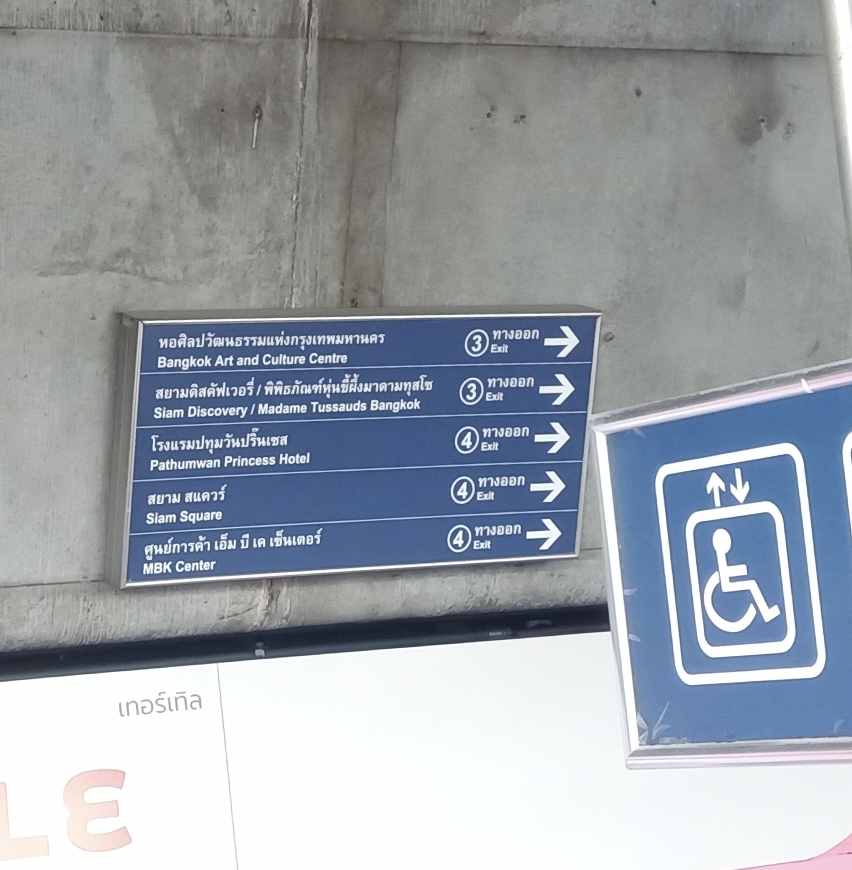 หอศิลปวัฒนธรรมแห่งกรุงเทพมหานคร 3 ทางออก
Bangkok Art and Culture Centre Exit
สยามดิสคัฟเวอรี่ / พิพิธภัณฑ์หุ่นขี้ผึ้งมาดามทุสโซ 3 ทางออก
Siam Discovery / Madame Tussauds Bangkok Exit
โรงแรมปทุมวันปริ๊นเซส 4 ทางออก
Pathumwan Princess Hotel Exit
สยาม สแควร์ 4 ทางออก
Siam Square Exit
ศูนย์การค้า เอ็ม บี เค เซ็นเตอร์ 4 ทางออก
MBK Center Exit
เทอร์เทิล